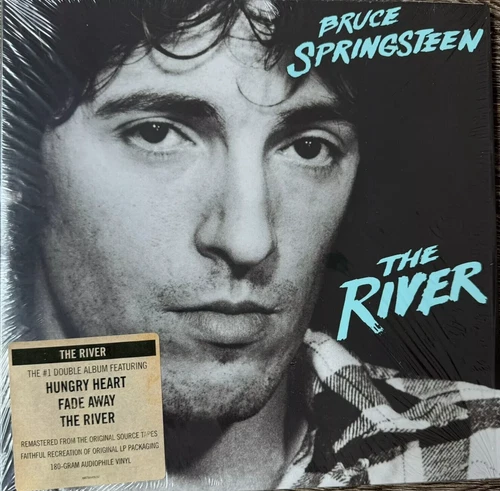 BRUCE
SPRINGSTEEN
THE
RIVER
THE RIVER
THE #1 DOUBLE ALBUM FEATURING
HUNGRY HEART
FADE AWAY
THE RIVER
REMASTERED FROM THE ORIGINAL SOURCE TAPES
FAITHFUL RECREATION OF ORIGINAL LP PACKAGING
180-GRAM AUDIOPHILE VINYL